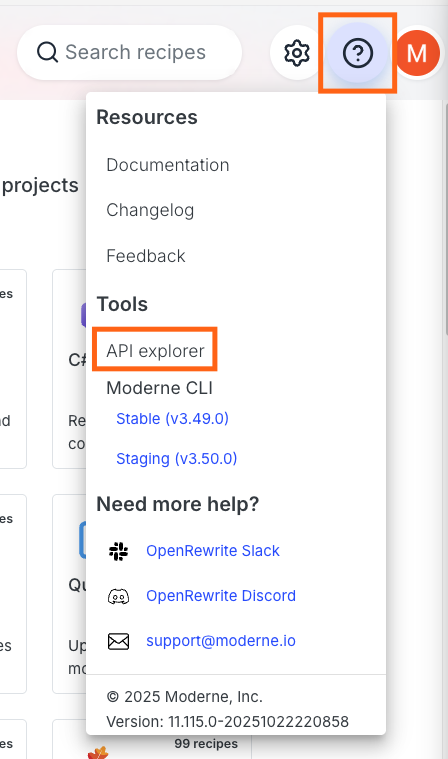 Search recipes
M
Resources
projects
Documentation
Changelog
Feedback
Tools
es
API explorer
C#
Moderne CLI
Stable (v3.49.0)
Re
d
co
Staging (v3.50.0)
Need more help?
es
OpenRewrite Slack
Qu
OpenRewrite Discord
support@moderne.io
es
Up
mo
© 2025 Moderne, Inc.
Version: 11.115.0-20251022220858
es
99 recipes